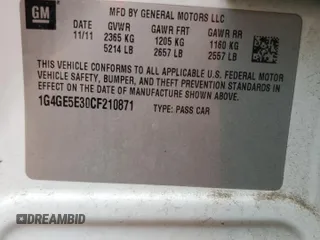 GM
MFD BY GENERAL MOTORS LLC
11/11
GVWR
2365 KG
5214 LB
GAWR FRT
1205 KG
2657 LB
GAWR RR
1160 KG
2557 LB
THIS VEHICLE CONFORMS TO ALL APPLICABLE U.S. FEDERAL MOTOR
VEHICLE SAFETY, BUMPER, AND THEFT PREVENTION STANDARDS IN
EFFECT ON THE DATE OF MANUFACTURE SHOWN ABOVE.
1G4GE5E30CF210871
TYPE: PASS CAR
DREAMBID